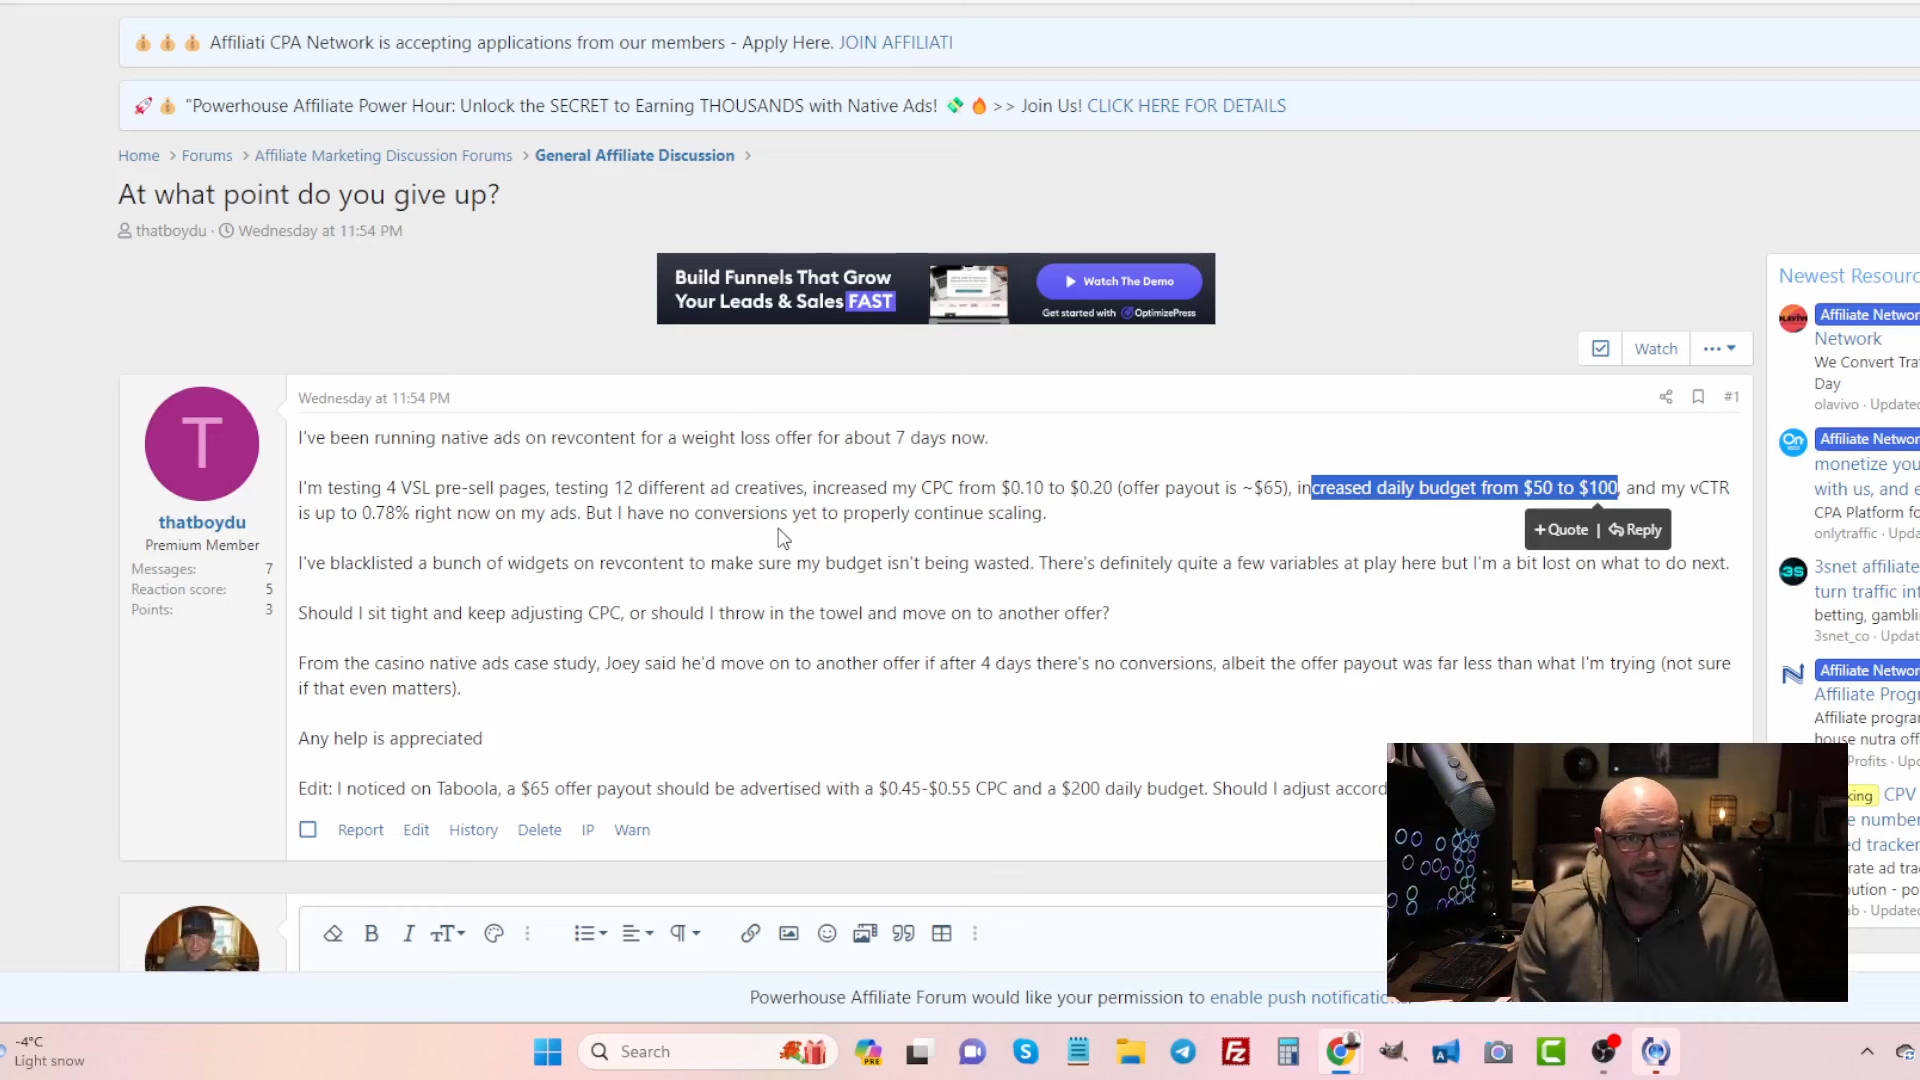 Affiliati CPA Network is accepting applications from our members - Apply Here. JOIN AFFILIATI
"Powerhouse Affiliate Power Hour: Unlock the SECRET to Earning THOUSANDS with Native Ads! >> Join Us! CLICK HERE FOR DETAILS
Home > Forums > Affiliate Marketing Discussion Forums > General Affiliate Discussion >
At what point do you give up?
thatboydu · Wednesday at 11:54 PM
Build Funnels That Grow
Your Leads & Sales FAST
Watch The Demo
Get started with OptimizePress
Watch
T
thatboydu
Premium Member
Messages: 7
Reaction score: 5
Points: 3
Wednesday at 11:54 PM
#1
I've been running native ads on revcontent for a weight loss offer for about 7 days now.
I'm testing 4 VSL pre-sell pages, testing 12 different ad creatives, increased my CPC from $0.10 to $0.20 (offer payout is ~$65), increased daily budget from $50 to $100, and my vCTR
is up to 0.78% right now on my ads. But I have no conversions yet to properly continue scaling.
+Quote | Reply
I've blacklisted a bunch of widgets on revcontent to make sure my budget isn't being wasted. There's definitely quite a few variables at play here but I'm a bit lost on what to do next.
Should I sit tight and keep adjusting CPC, or should I throw in the towel and move on to another offer?
From the casino native ads case study, Joey said he'd move on to another offer if after 4 days there's no conversions, albeit the offer payout was far less than what I'm trying (not sure
if that even matters).
Any help is appreciated
Edit: I noticed on Taboola, a $65 offer payout should be advertised with a $0.45-$0.55 CPC and a $200 daily budget. Should I adjust accord
Report Edit History Delete IP Warn
Newest Resourc
Affiliate Networ
Network
We Convert Tra
Day
olavivo · Updated
Affiliate Networ
monetize you
with us, and e
CPA Platform fo
onlytraffic · Updat
Affiliate Networ
3snet affiliate
turn traffic int
betting, gambli
3snet_co · Updat
Affiliate Networ
Affiliate Progr
Affiliate progra
house nutra off
Profits · Upda
king CPV
e number
ed tracker
rate ad tra
ution - po
ab · Updated
B I TT
Powerhouse Affiliate Forum would like your permission to enable push notificatio
-4°C
Light snow
Search
PRE